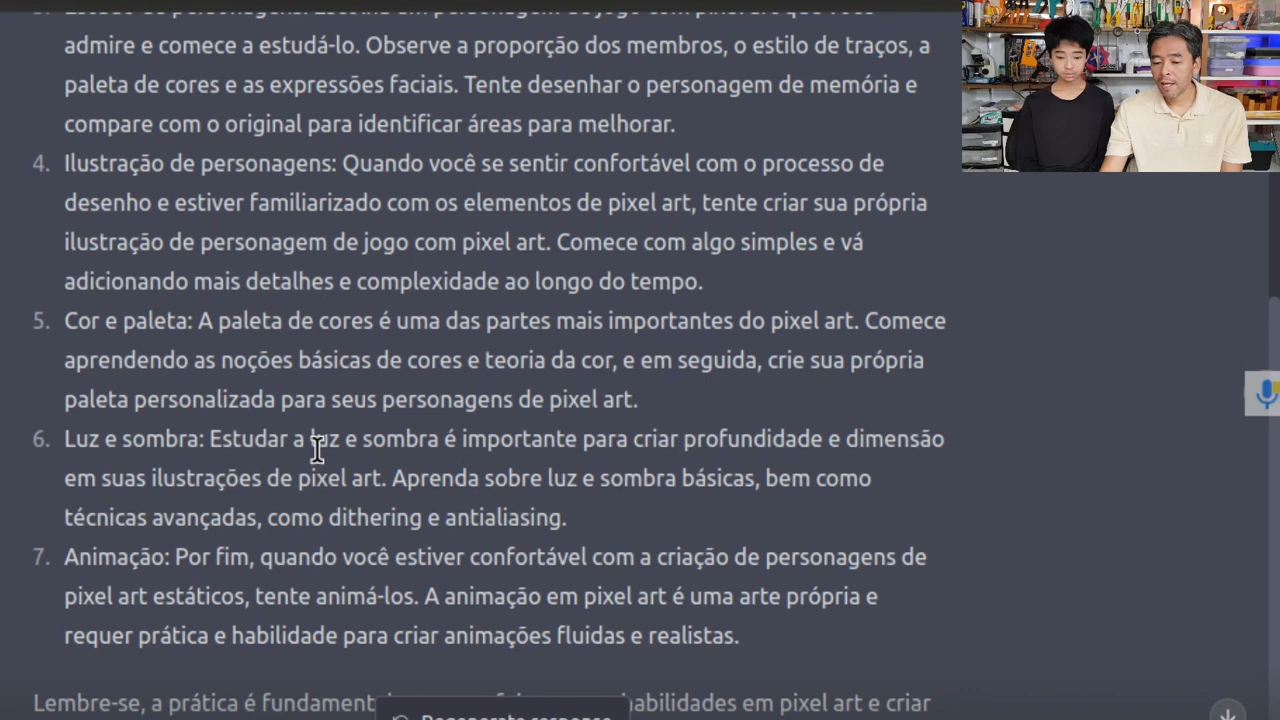 admire e comece a estudá-lo. Observe a proporção dos membros, o estilo de traços, a
paleta de cores e as expressões faciais. Tente desenhar o personagem de memória e
compare com o original para identificar áreas para melhorar.
4. Ilustração de personagens: Quando você se sentir confortável com o processo de
desenho e estiver familiarizado com os elementos de pixel art, tente criar sua própria
ilustração de personagem de jogo com pixel art. Comece com algo simples e vá
adicionando mais detalhes e complexidade ao longo do tempo.
5. Cor e paleta: A paleta de cores é uma das partes mais importantes do pixel art. Comece
aprendendo as noções básicas de cores e teoria da cor, e em seguida, crie sua própria
paleta personalizada para seus personagens de pixel art.
6. Luz e sombra: Estudar a luz e sombra é importante para criar profundidade e dimensão
em suas ilustrações de pixel art. Aprenda sobre luz e sombra básicas, bem como
técnicas avançadas, como dithering e antialiasing.
7. Animação: Por fim, quando você estiver confortável com a criação de personagens de
pixel art estáticos, tente animá-los. A animação em pixel art é uma arte própria e
requer prática e habilidade para criar animações fluidas e realistas.
Lembre-se, a prática é habilidades em pixel art e criar
Regenerate response